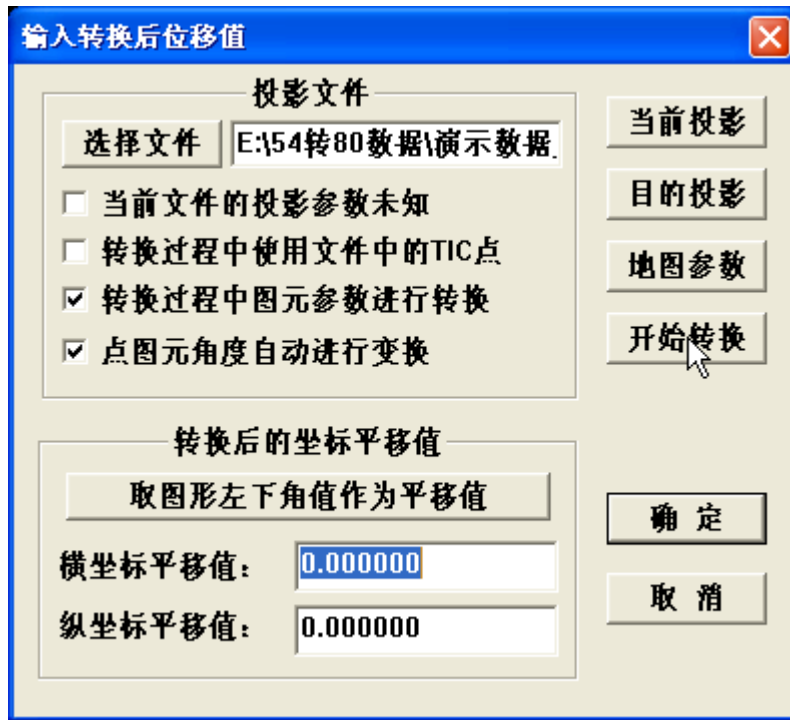 输入转换后位移值
投影文件
选择文件
E:\54转80数据\演示数据_
当前文件的投影参数未知
转换过程中使用文件中的TIC点
转换过程中图元参数进行转换
点图元角度自动进行变换
当前投影
目的投影
地图参数
开始转换
转换后的坐标平移值
取图形左下角值作为平移值
横坐标平移值：
0.000000
纵坐标平移值：
0.000000
确 定
取 消